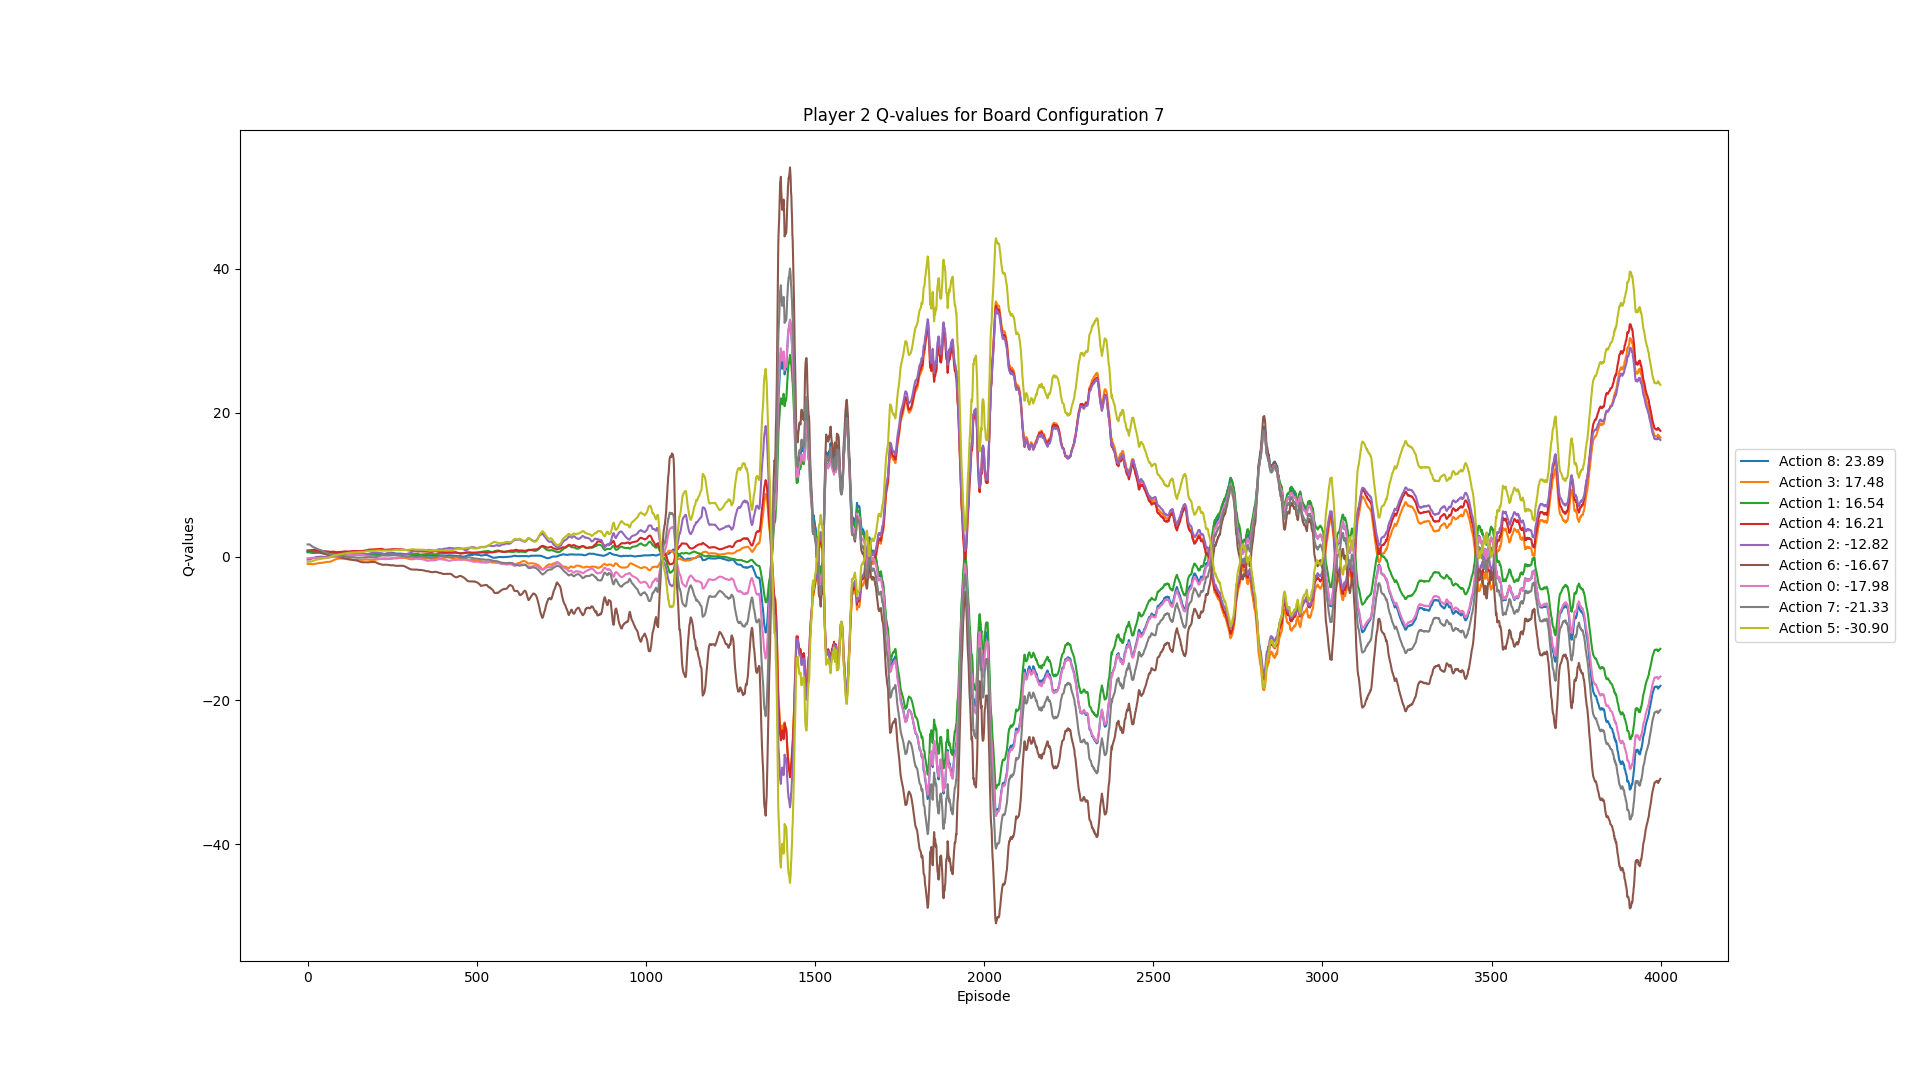 Player 2 Q-values for Board Configuration 7
Q-values
40
20
0
−20
−40
0
500
1000
1500
2000
2500
3000
3500
4000
Episode
Action 8: 23.89
Action 3: 17.48
Action 1: 16.54
Action 4: 16.21
Action 2: -12.82
Action 6: -16.67
Action 0: -17.98
Action 7: -21.33
Action 5: -30.90